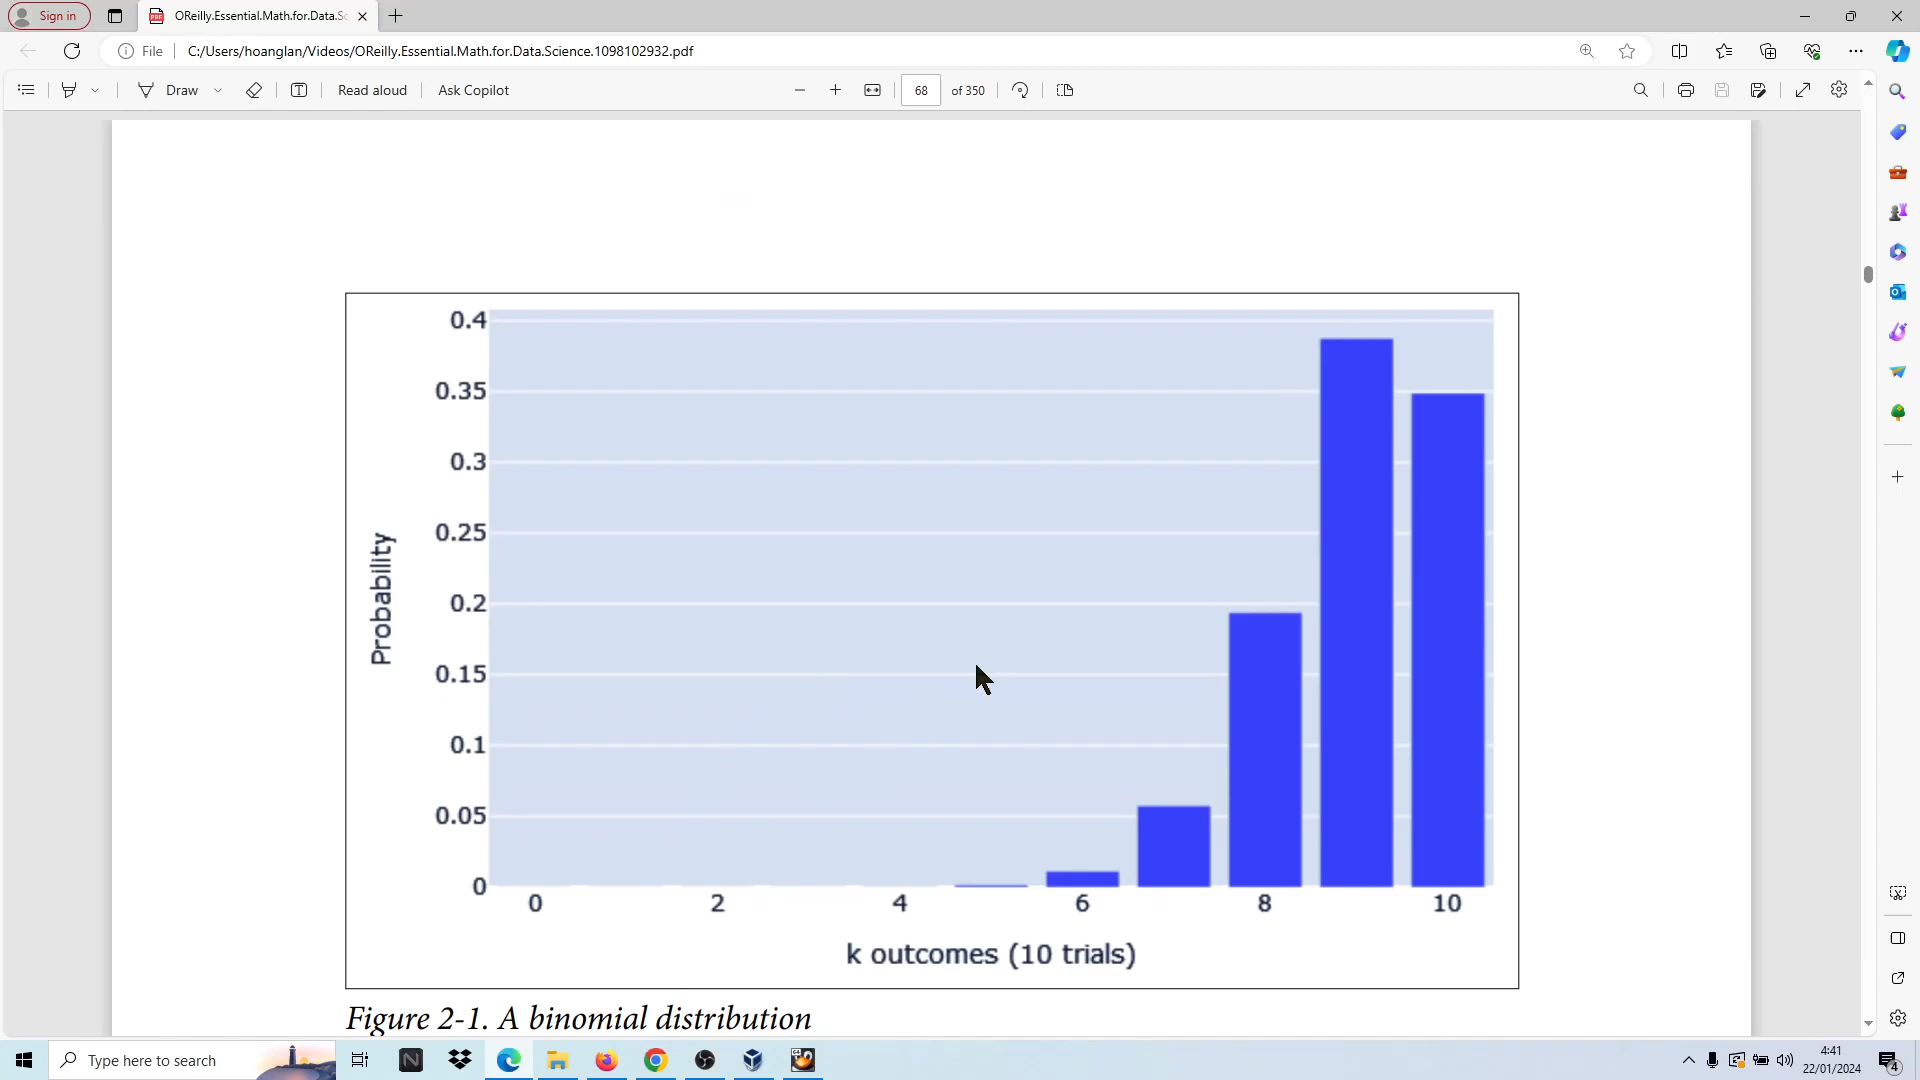 Sign in
OReilly.Essential.Math.for.Data.Sc
File
C:/Users/hoanglan/Videos/OReilly.Essential.Math.for.Data.Science.1098102932.pdf
Draw
Read aloud
Ask Copilot
68 of 350
0.4
0.35
0.3
0.25
0.2
0.15
0.1
0.05
0
Probability
0 2 4 6 8 10
k outcomes (10 trials)
Figure 2-1. A binomial distribution
Type here to search
4:41
22/01/2024
4